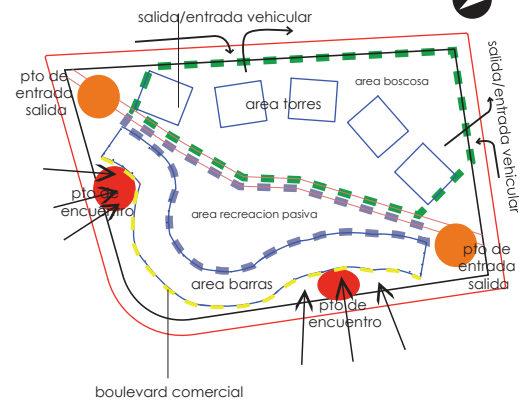 salida/entrada vehicular
pto de
entrada
salida
area boscosa
area torres
salida/entrada vehicular
pto de
encuentro
area recreacion pasiva
pto de
entrada
salida
area barras
pto de
encuentro
boulevard comercial